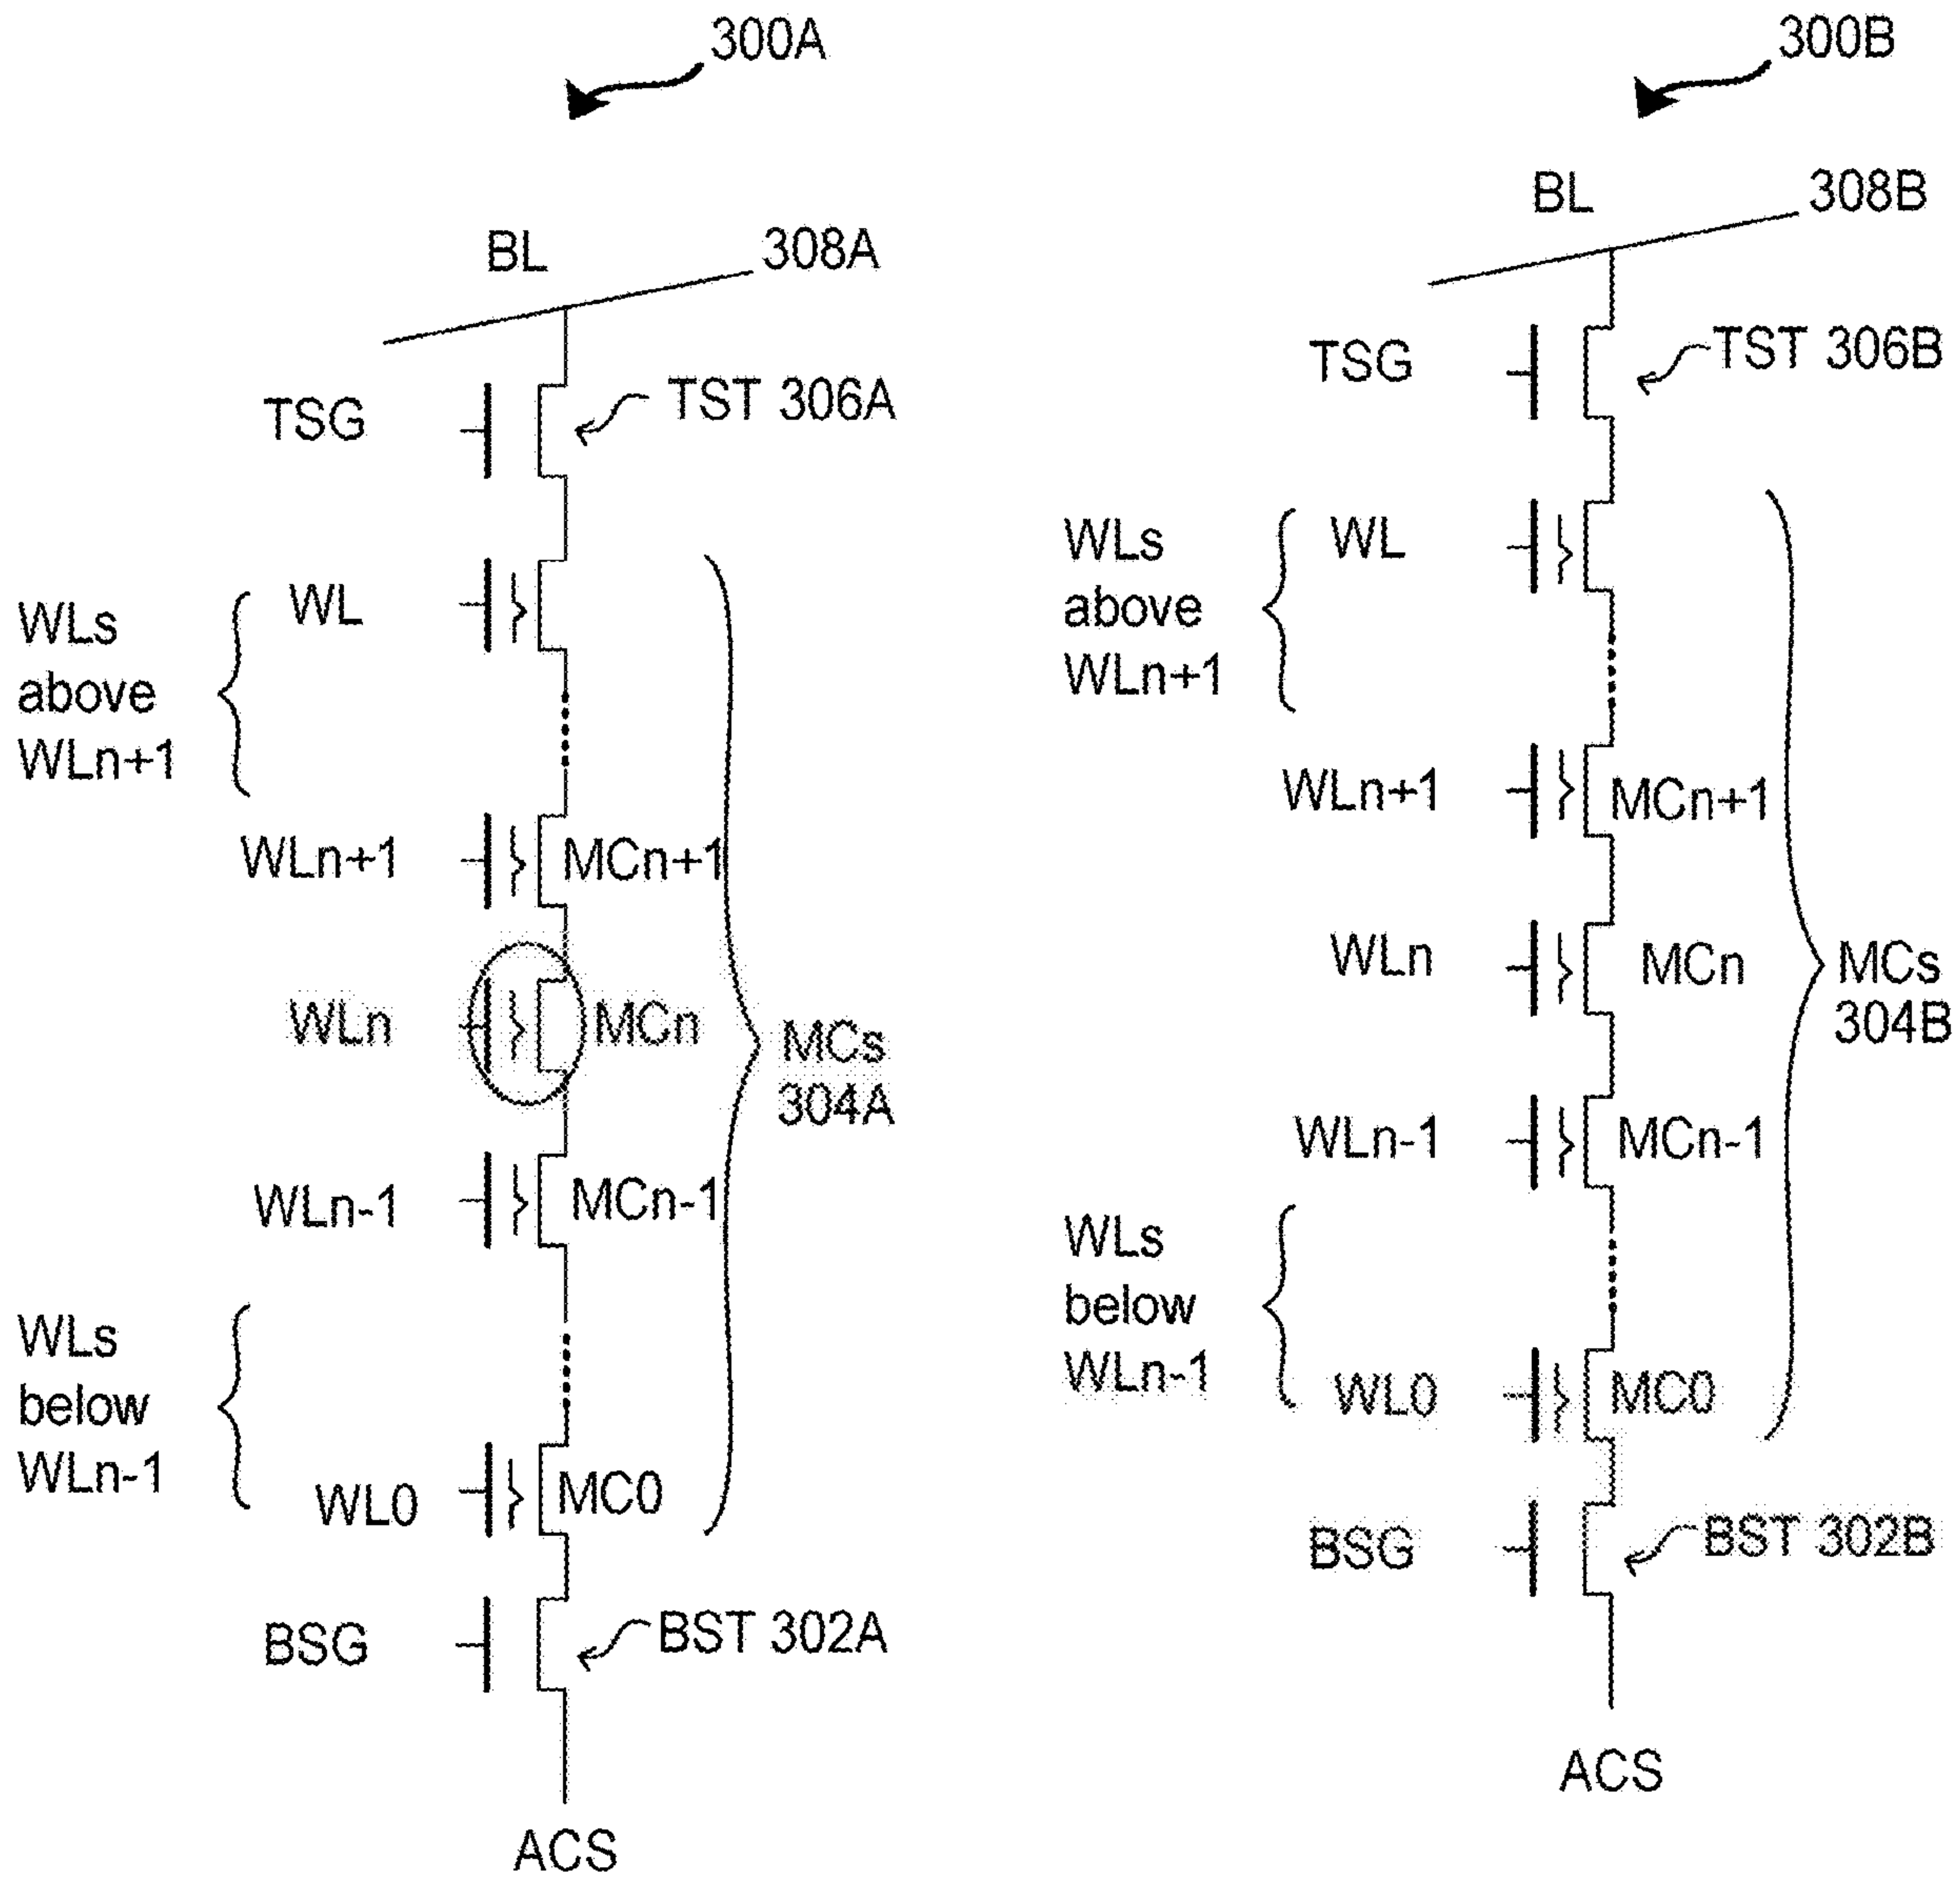 300A
BL
308A
TSG
TST 306A
WLs
above
WLn+1
WL
WLn+1
MCn+1
WLn
MCn
MCs
304A
WLn-1
MCn-1
WLs
below
WLn-1
WL0
MC0
BSG
BST 302A
ACS
300B
BL
308B
TSG
TST 306B
WLs
above
WLn+1
WL
WLn+1
MCn+1
WLn
MCn
MCs
304B
WLn-1
MCn-1
WLs
below
WLn-1
WL0
MC0
BSG
BST 302B
ACS